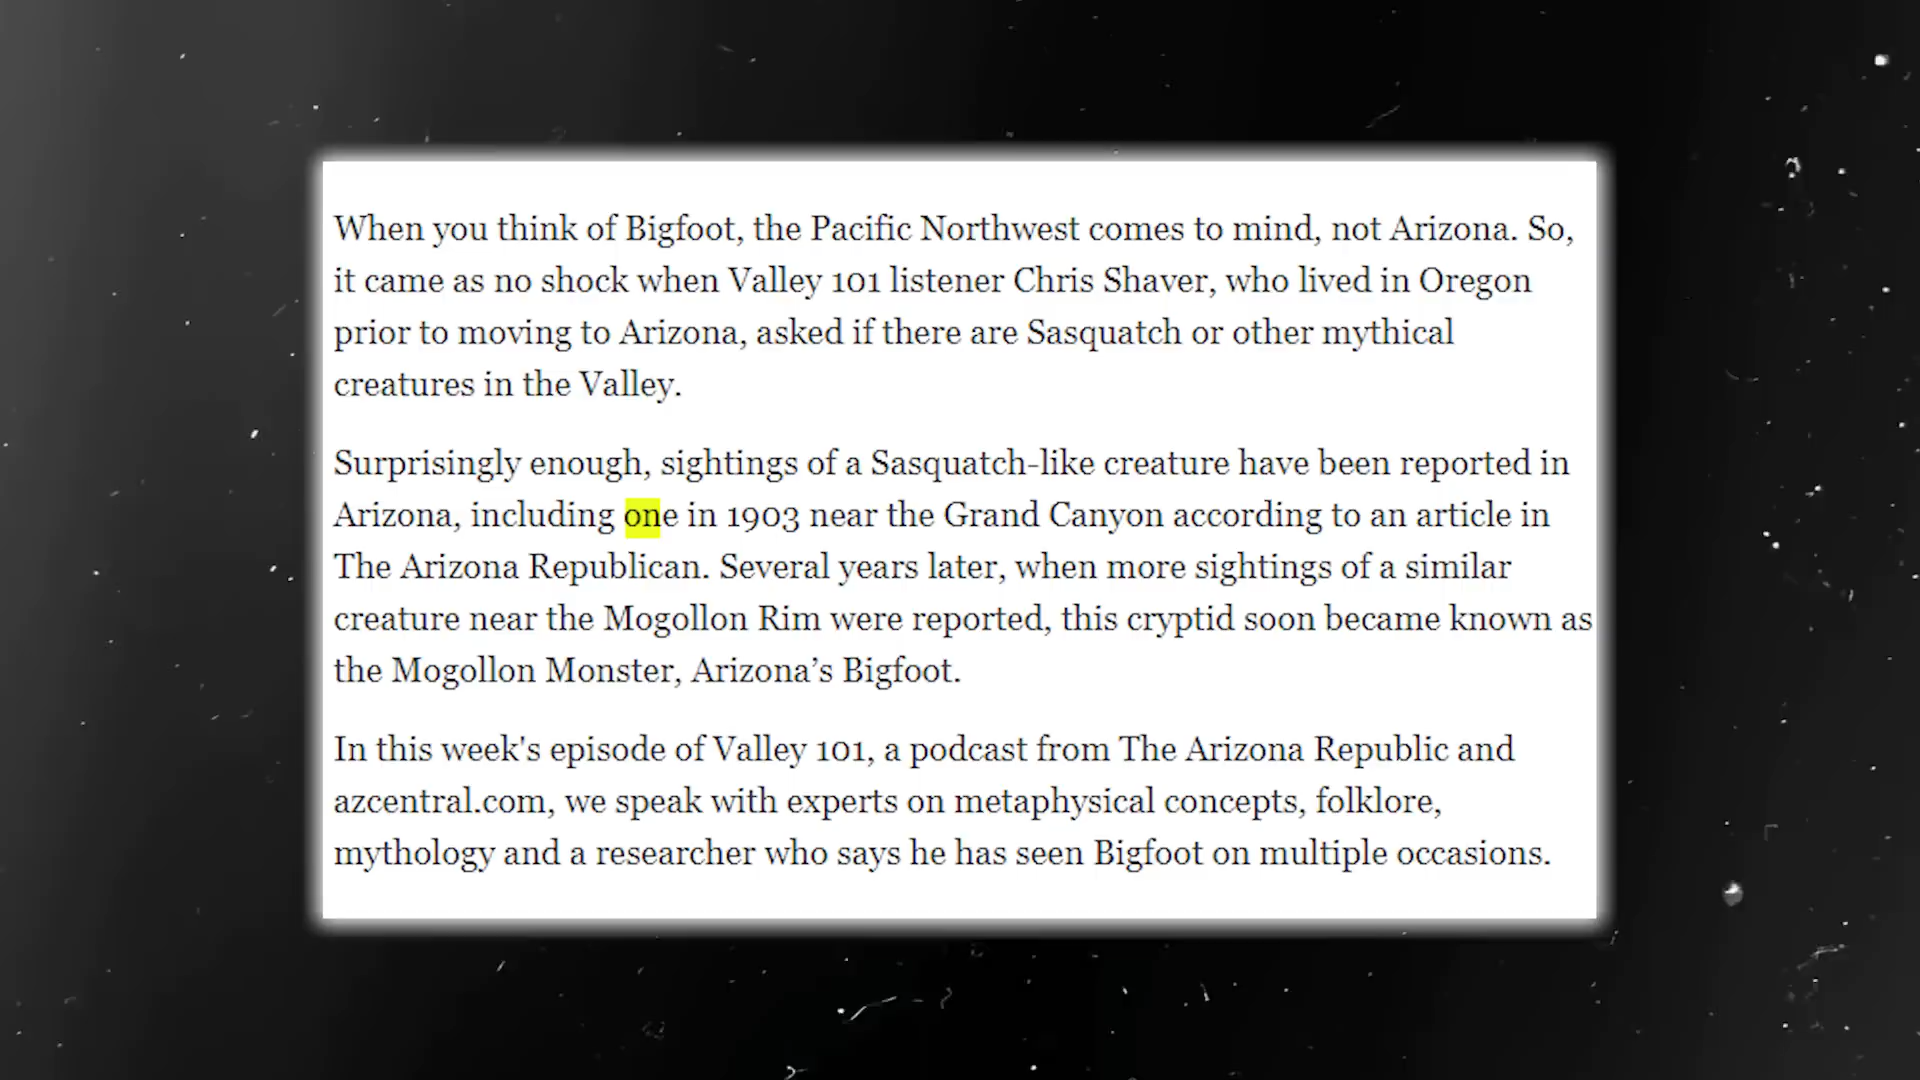 When you think of Bigfoot, the Pacific Northwest comes to mind, not Arizona. So,
it came as no shock when Valley 101 listener Chris Shaver, who lived in Oregon
prior to moving to Arizona, asked if there are Sasquatch or other mythical
creatures in the Valley.
Surprisingly enough, sightings of a Sasquatch-like creature have been reported in
Arizona, including one in 1903 near the Grand Canyon according to an article in
The Arizona Republican. Several years later, when more sightings of a similar
creature near the Mogollon Rim were reported, this cryptid soon became known as
the Mogollon Monster, Arizona’s Bigfoot.
In this week's episode of Valley 101, a podcast from The Arizona Republic and
azcentral.com, we speak with experts on metaphysical concepts, folklore,
mythology and a researcher who says he has seen Bigfoot on multiple occasions.